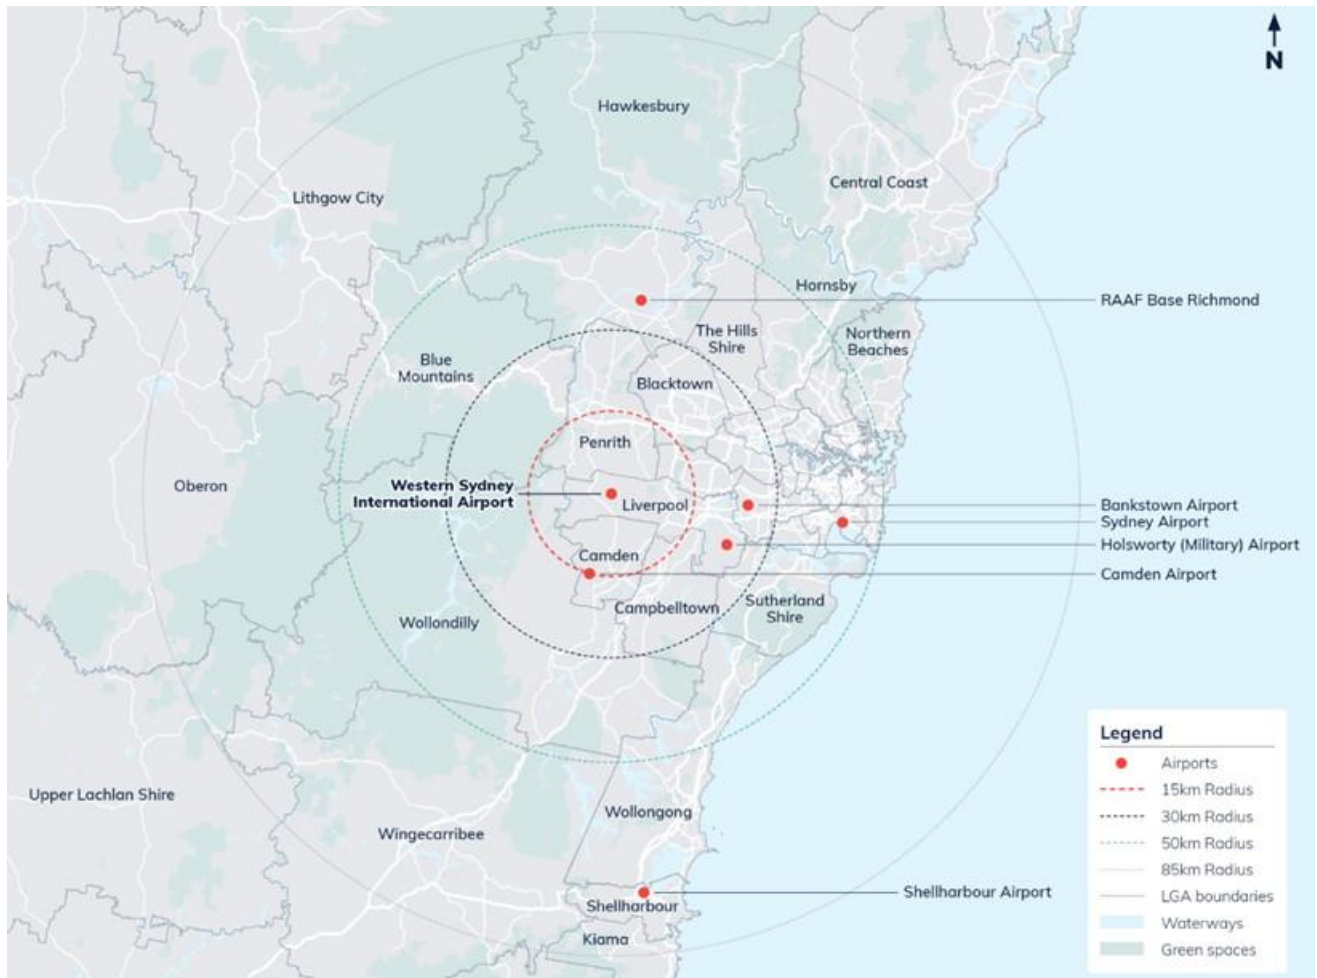 N
Hawkesbury
Central Coast
Lithgow City
Hornsby
RAAF Base Richmond
The Hills
Shire
Northern
Beaches
Blue
Mountains
Blacktown
Penrith
Western Sydney
International Airport
Oberon
Liverpool
Bankstown Airport
Sydney Airport
Holsworty (Military) Airport
Camden
Camden Airport
Campbelltown
Sutherland
Shire
Wollondilly
Upper Lachlan Shire
Wollongong
Wingecarribee
Shellharbour Airport
Shellharbour
Kiama
Legend
Airports
15km Radius
30km Radius
50km Radius
85km Radius
LGA boundaries
Waterways
Green spaces